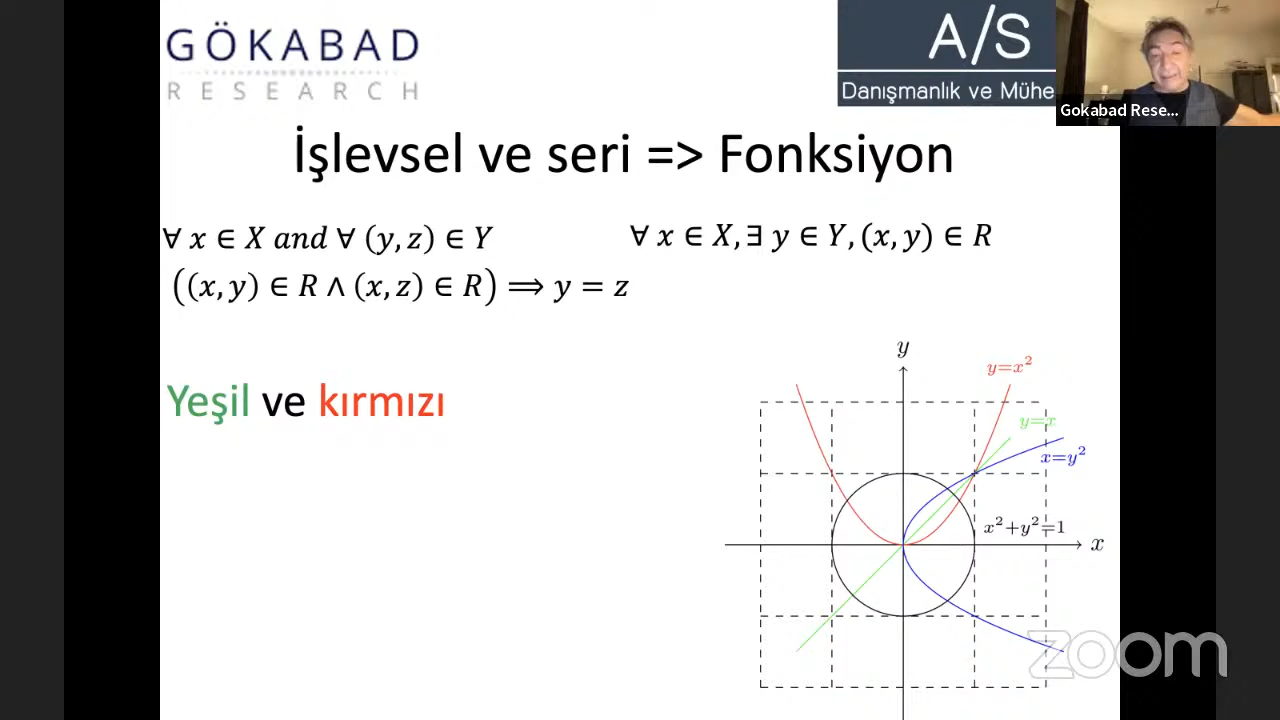 GÖKABAD
RESEARCH
A/S
Danışmanlık ve Mühe
Gokabad Rese...
İşlevsel ve seri => Fonksiyon
∀ x ∈ X and ∀ (y, z) ∈ Y
((x, y) ∈ R ∧ (x, z) ∈ R) ⟹ y = z
∀ x ∈ X, ∃ y ∈ Y, (x, y) ∈ R
Yeşil ve kırmızı
y
y=x²
y=x
x=y²
x²+y²=1
x
zoom